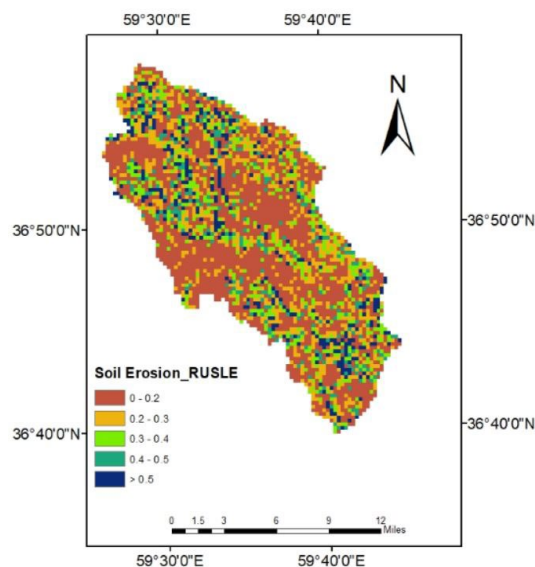 59°30'0"E 59°40'0"E
N
36°50'0"N 36°50'0"N
Soil Erosion_RUSLE
0 - 0.2
0.2 - 0.3
0.3 - 0.4
0.4 - 0.5
> 0.5
36°40'0"N 36°40'0"N
0 1.5 3 6 9 12
Miles
59°30'0"E 59°40'0"E